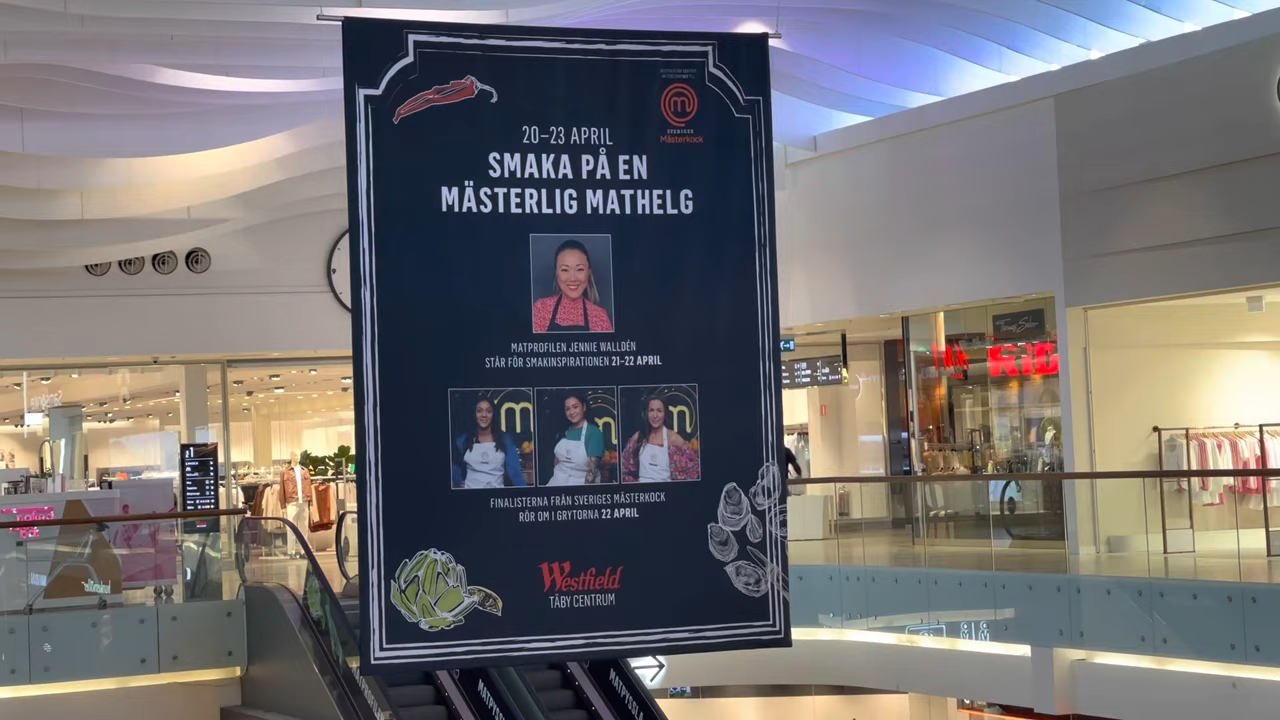 20–23 APRIL
SMAKA PÅ EN
MÄSTERLIG MATHELG
SVERIGES
Mästerkock
MATPROFILEN JENNIE WALLDÉN
STÅR FÖR SMAKINSPIRATIONEN 21–22 APRIL
FINALISTERNA FRÅN SVERIGES MÄSTERKOCK
RÖR OM I GRYTORNA 22 APRIL
Westfield
TÄBY CENTRUM
MATPYSSLA